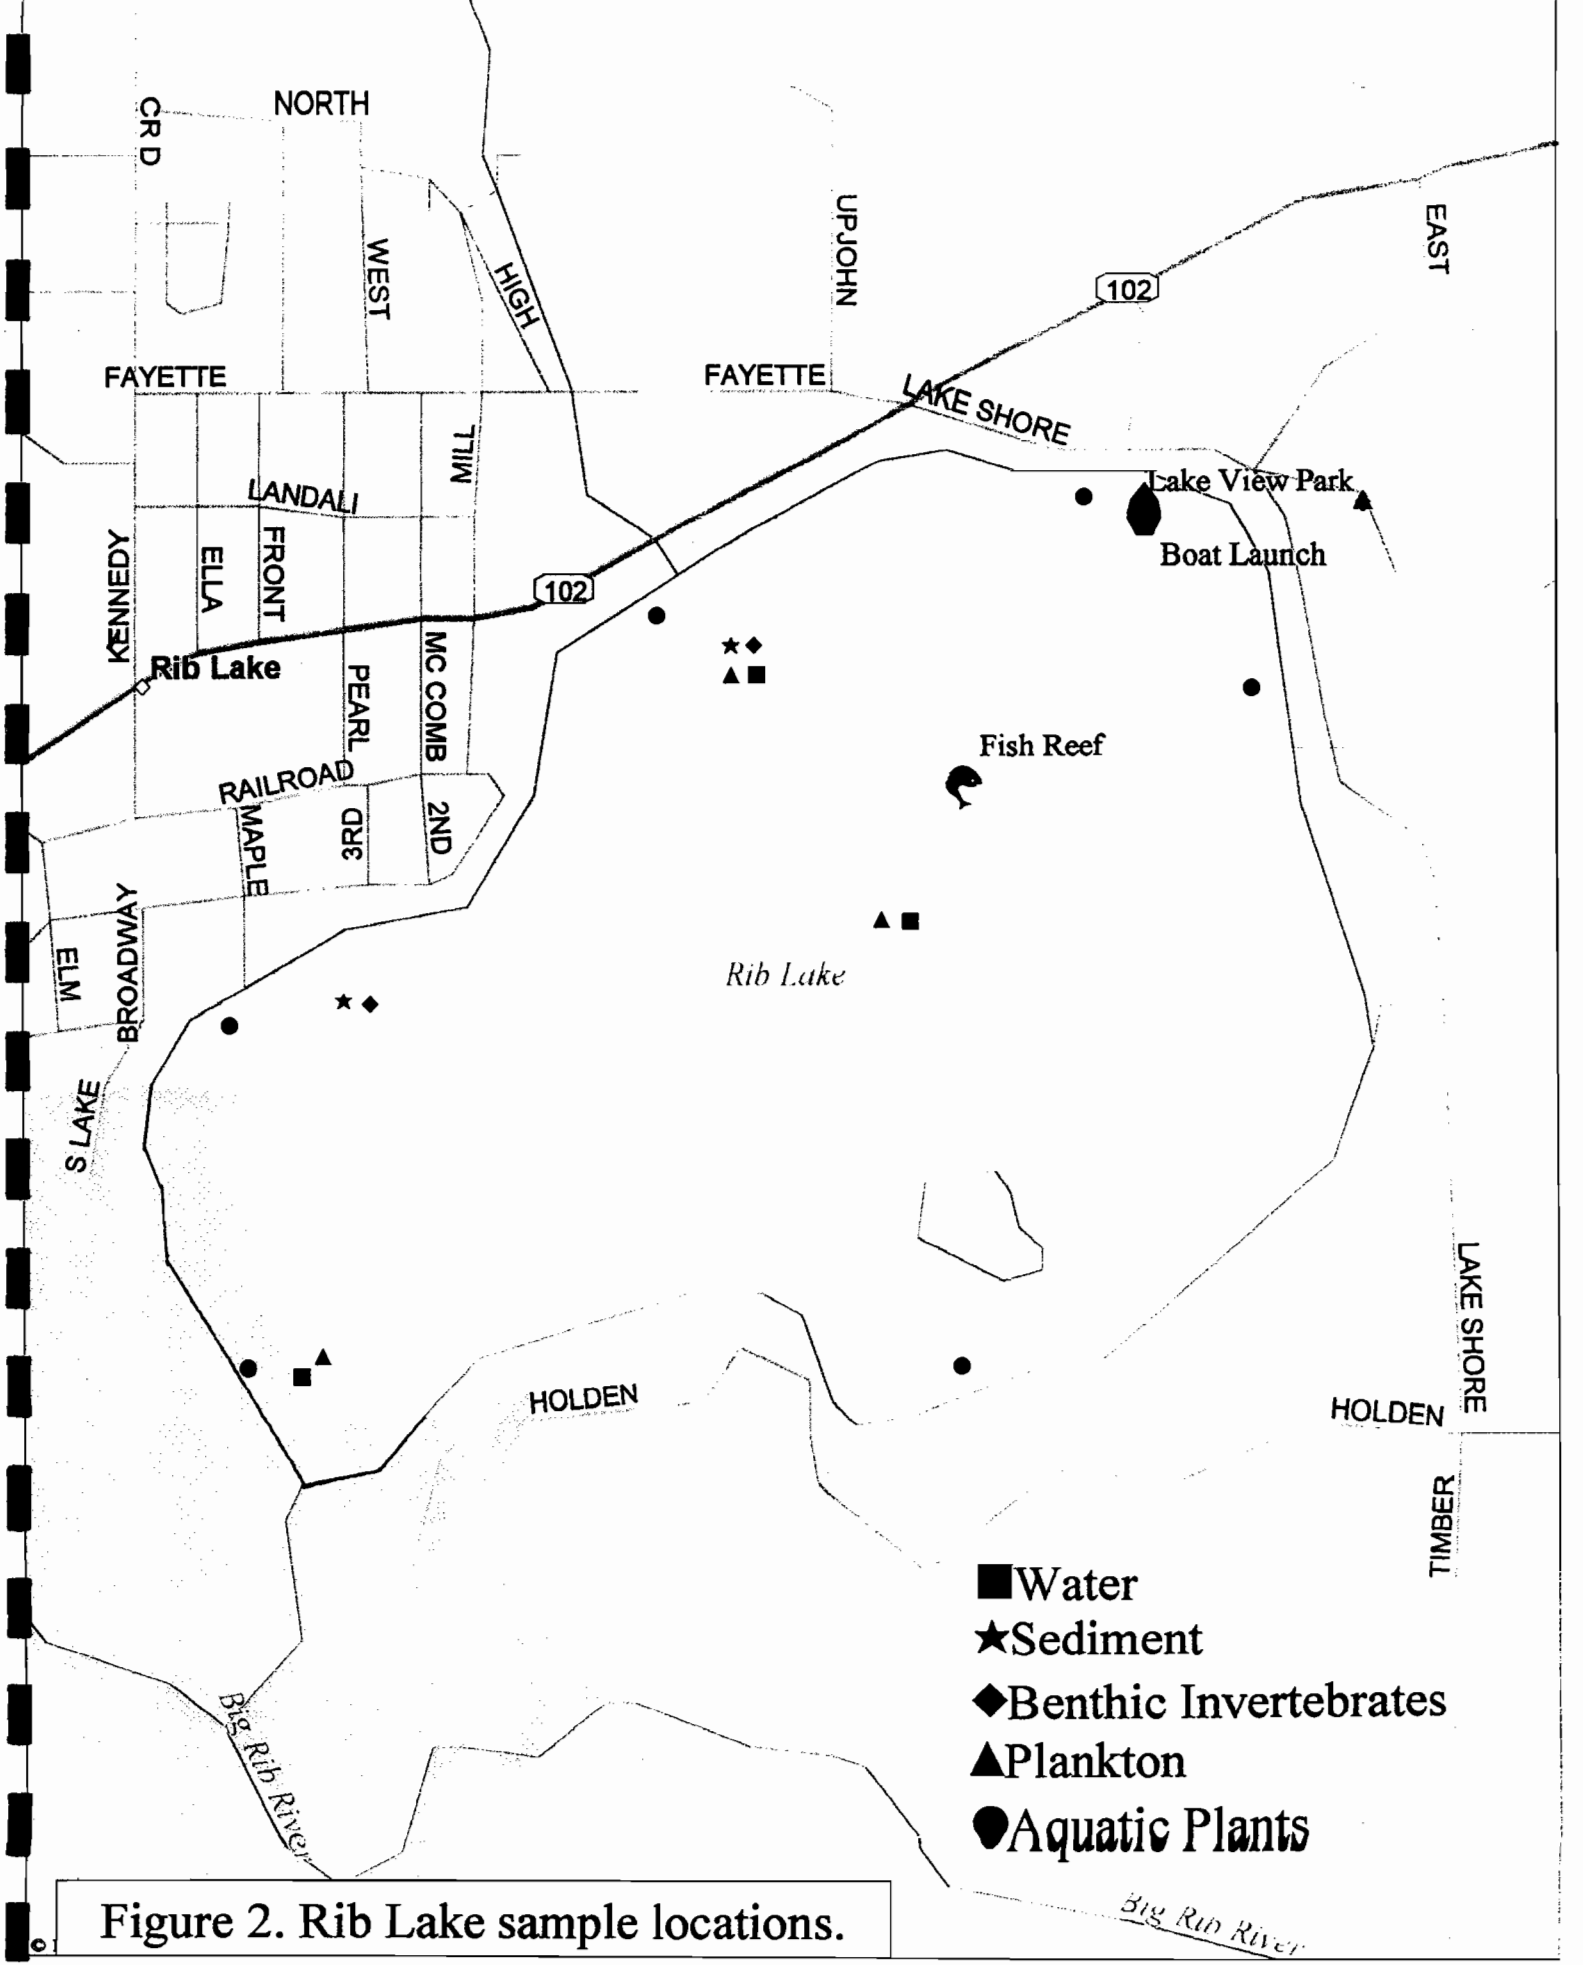 NORTH
CR D
WEST
HIGH
UPJOHN
EAST
102
FAYETTE
FAYETTE
LAKE SHORE
MILL
LANDALI
Lake View Park
Boat Launch
KENNEDY
ELLA
FRONT
102
Rib Lake
PEARL
MC COMB
Fish Reef
RAILROAD
MAPLE
3RD
2ND
BROADWAY
ELM
Rib Lake
S LAKE
LAKE SHORE
HOLDEN
HOLDEN
TIMBER
Water
Sediment
Benthic Invertebrates
Plankton
Aquatic Plants
Big Rib River
Big Rib River
Figure 2. Rib Lake sample locations.
©